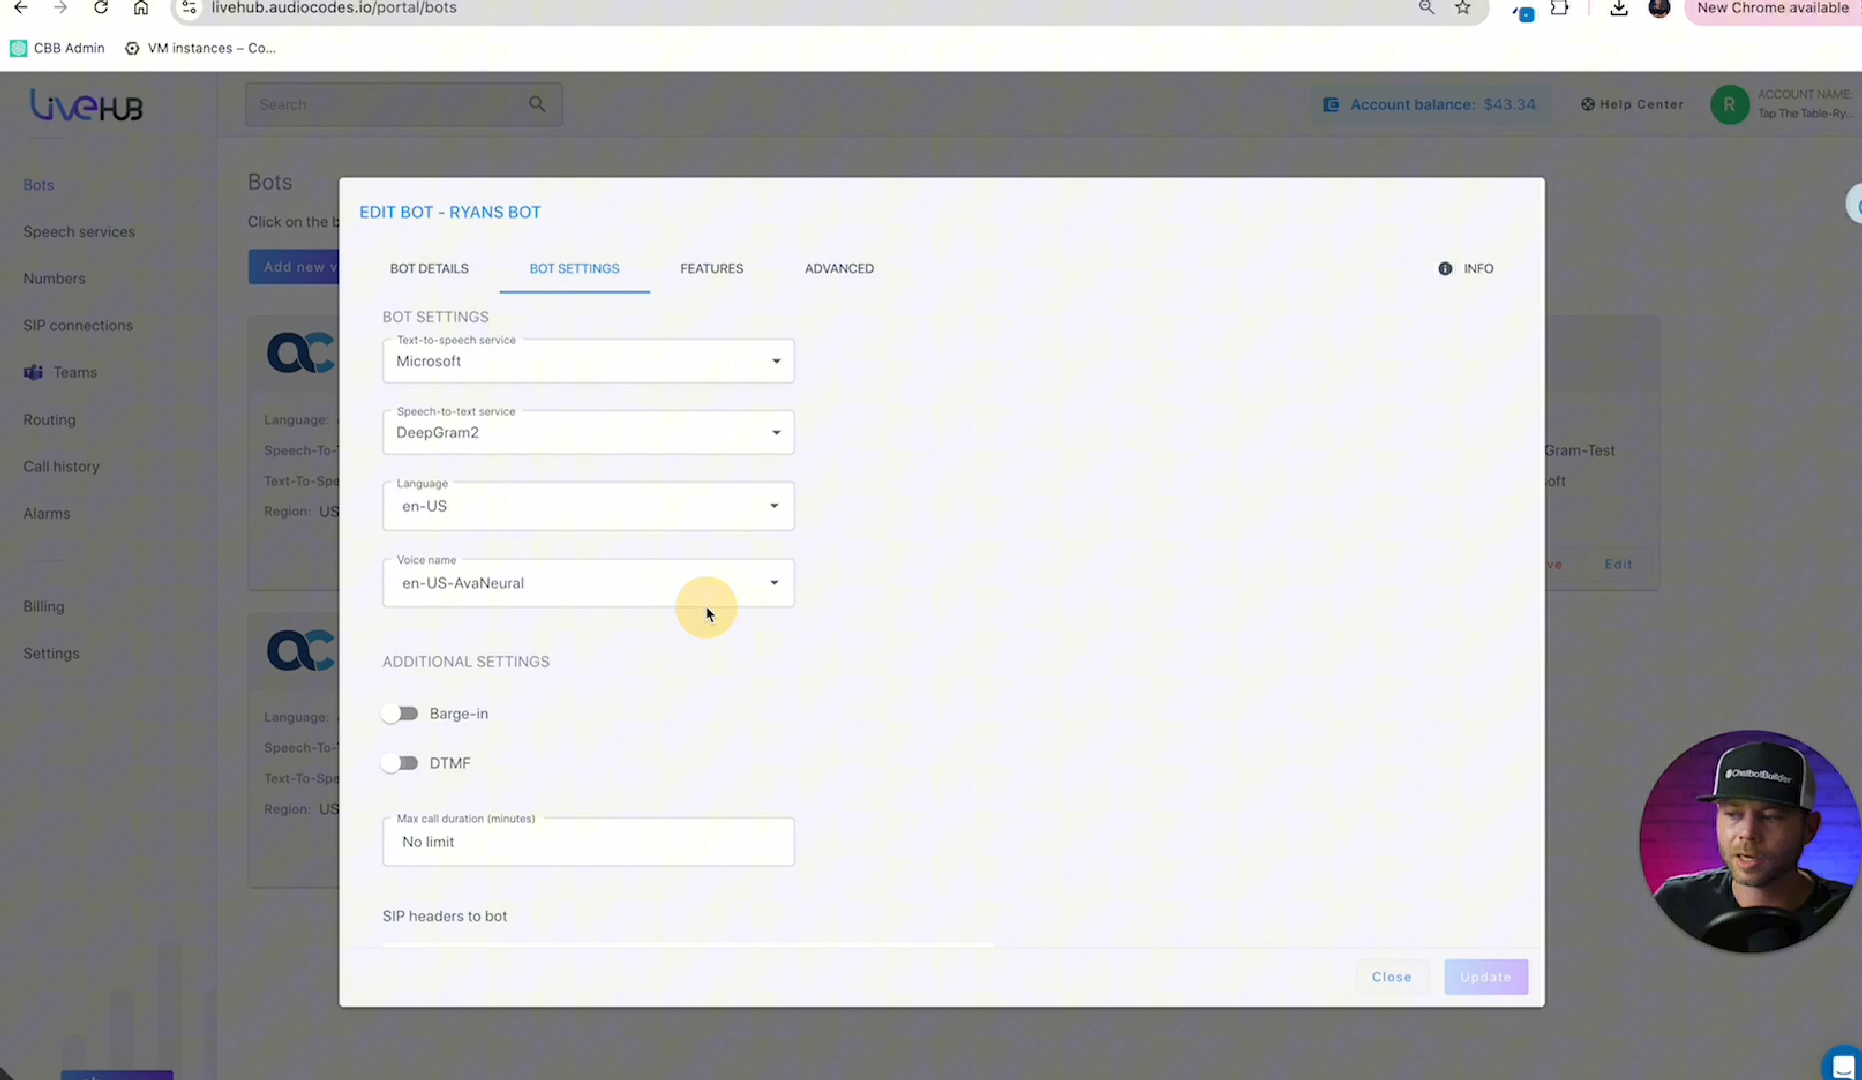 livehub.audiocodes.io/portal/bots
New Chrome available
CBB Admin
VM instances – Co...
LiveHUB
Search
Account balance: $43.34
Help Center
R
ACCOUNT NAME:
Tap The Table-Ry...
Bots
Speech services
Numbers
SIP connections
Teams
Routing
Call history
Alarms
Billing
Settings
Bots
Click on the b
Add new v
ac
Language:
Speech-To-
Text-To-Spe
Region: US
ac
Language:
Speech-To-
Text-To-Spe
Region: US
EDIT BOT - RYANS BOT
BOT DETAILS
BOT SETTINGS
FEATURES
ADVANCED
INFO
BOT SETTINGS
Text-to-speech service
Microsoft
Speech-to-text service
DeepGram2
Language
en-US
Voice name
en-US-AvaNeural
ADDITIONAL SETTINGS
Barge-in
DTMF
Max call duration (minutes)
No limit
SIP headers to bot
Close
Update
Gram-Test
oft
ve
Edit
@ChatbotBuilder